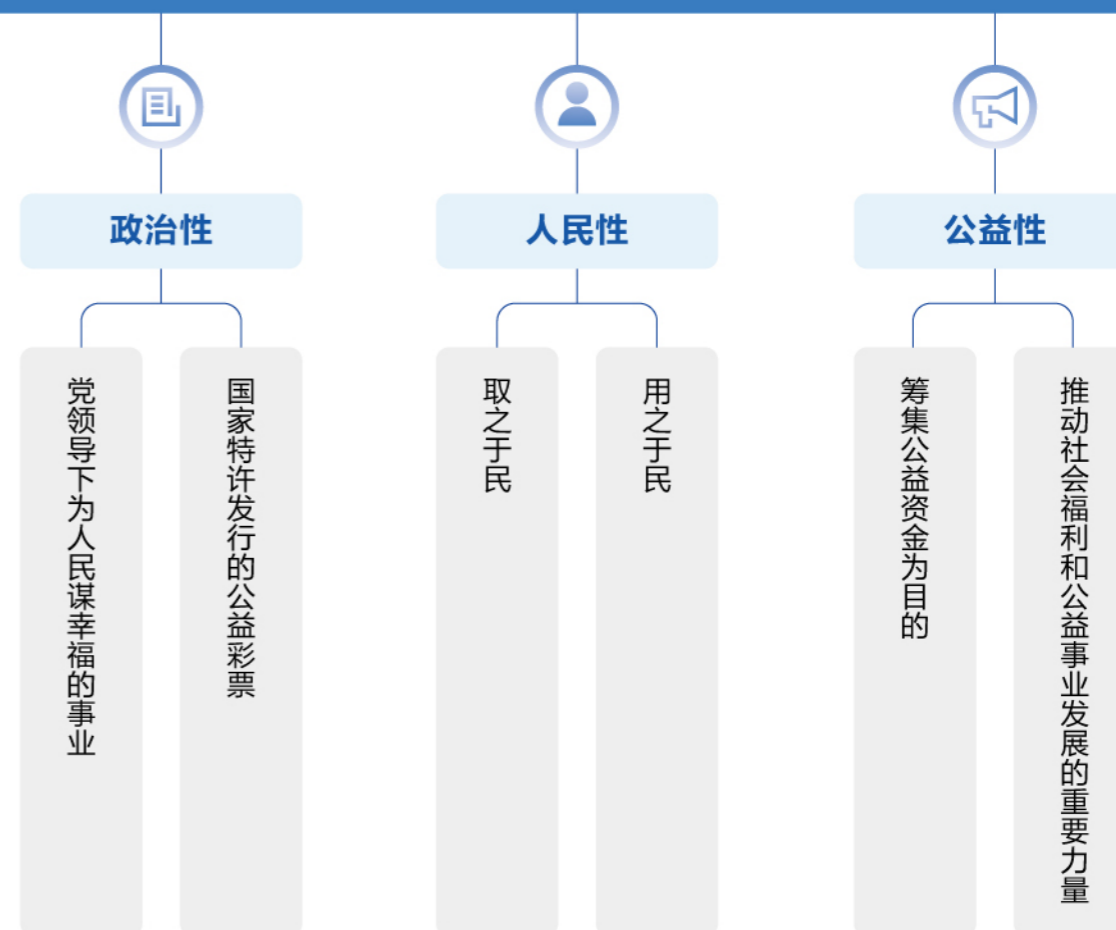 政治性
党领导下为人民谋幸福的事业
国家特许发行的公益彩票
人民性
取之于民
用之于民
公益性
筹集公益资金为目的
推动社会福利和公益事业发展的重要力量